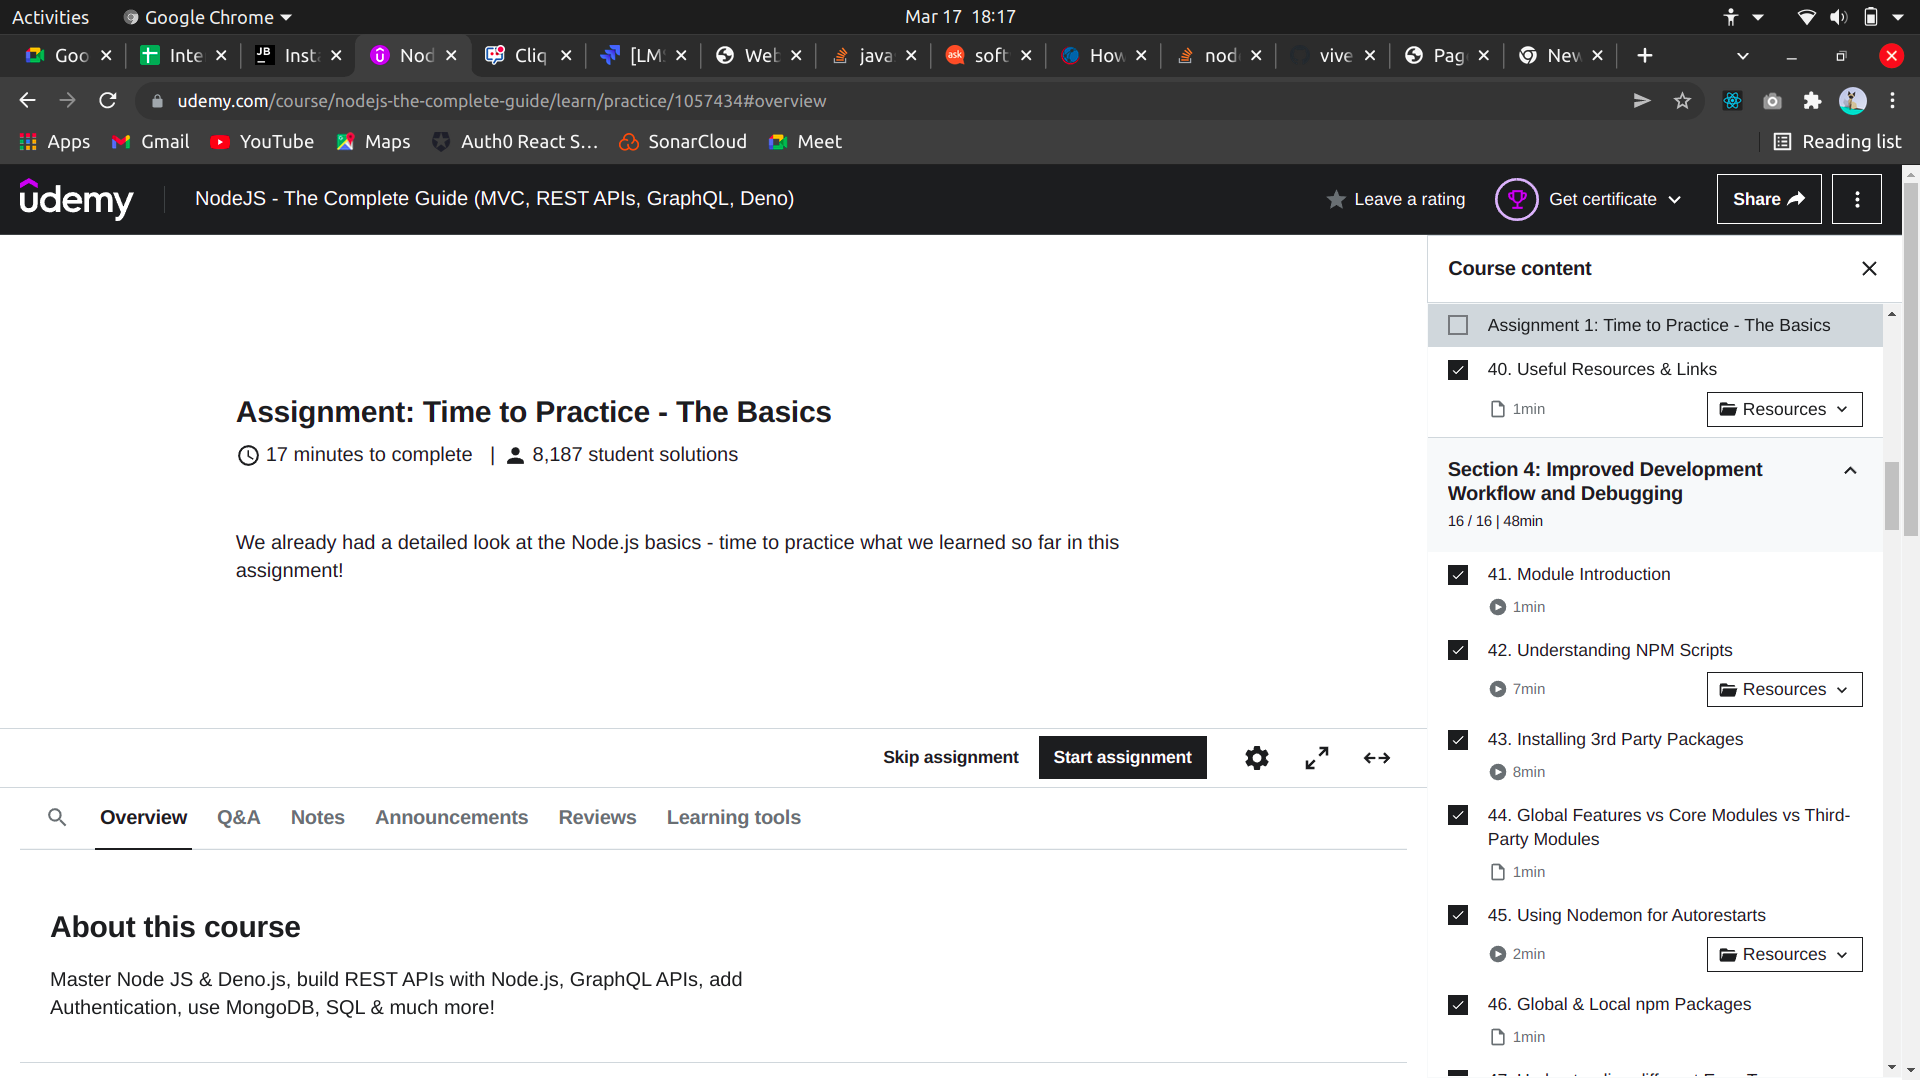 Activities
Google Chrome
Mar 17 18:17
Goo
Inte
Insta
Nod
Cliq
[LMS
Web
java
soft
How
nod
vive
Pag
New
udemy.com/course/nodejs-the-complete-guide/learn/practice/1057434#overview
Apps
Gmail
YouTube
Maps
Auth0 React S…
SonarCloud
Meet
Reading list
udemy
NodeJS - The Complete Guide (MVC, REST APIs, GraphQL, Deno)
Leave a rating
Get certificate
Share
Assignment: Time to Practice - The Basics
17 minutes to complete | 8,187 student solutions
We already had a detailed look at the Node.js basics - time to practice what we learned so far in this
assignment!
Skip assignment
Start assignment
Overview
Q&A
Notes
Announcements
Reviews
Learning tools
About this course
Master Node JS & Deno.js, build REST APIs with Node.js, GraphQL APIs, add
Authentication, use MongoDB, SQL & much more!
Course content
Assignment 1: Time to Practice - The Basics
40. Useful Resources & Links
1min
Resources
Section 4: Improved Development
Workflow and Debugging
16 / 16 | 48min
41. Module Introduction
1min
42. Understanding NPM Scripts
7min
Resources
43. Installing 3rd Party Packages
8min
44. Global Features vs Core Modules vs Third-
Party Modules
1min
45. Using Nodemon for Autorestarts
2min
Resources
46. Global & Local npm Packages
1min